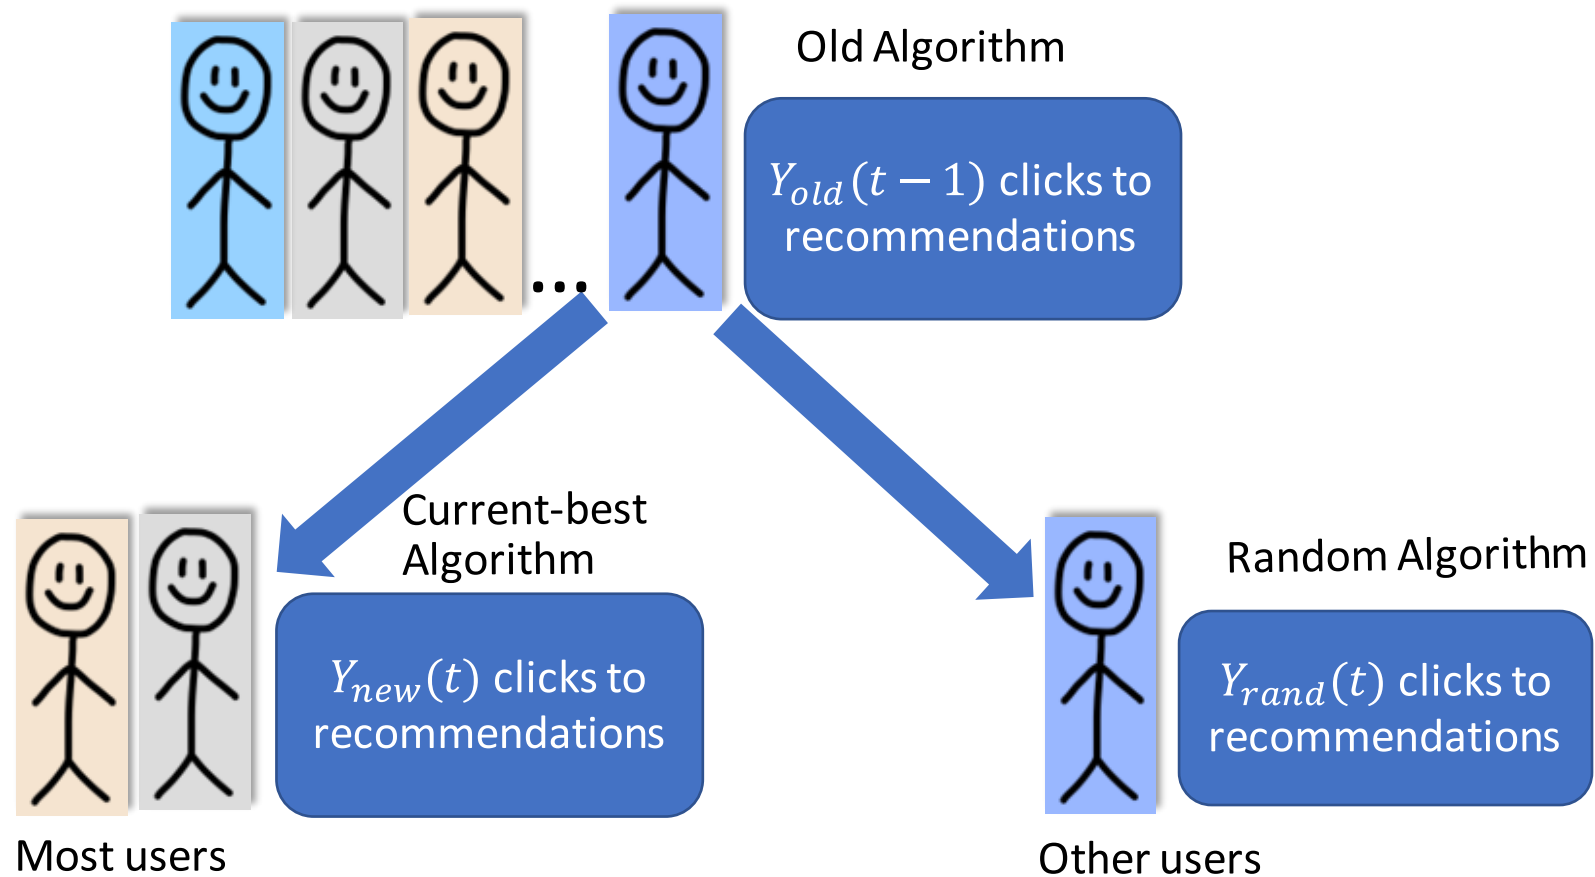 Old Algorithm
Y_old(t − 1) clicks to
recommendations
...
Current-best
Algorithm
Y_new(t) clicks to
recommendations
Most users
Random Algorithm
Y_rand(t) clicks to
recommendations
Other users